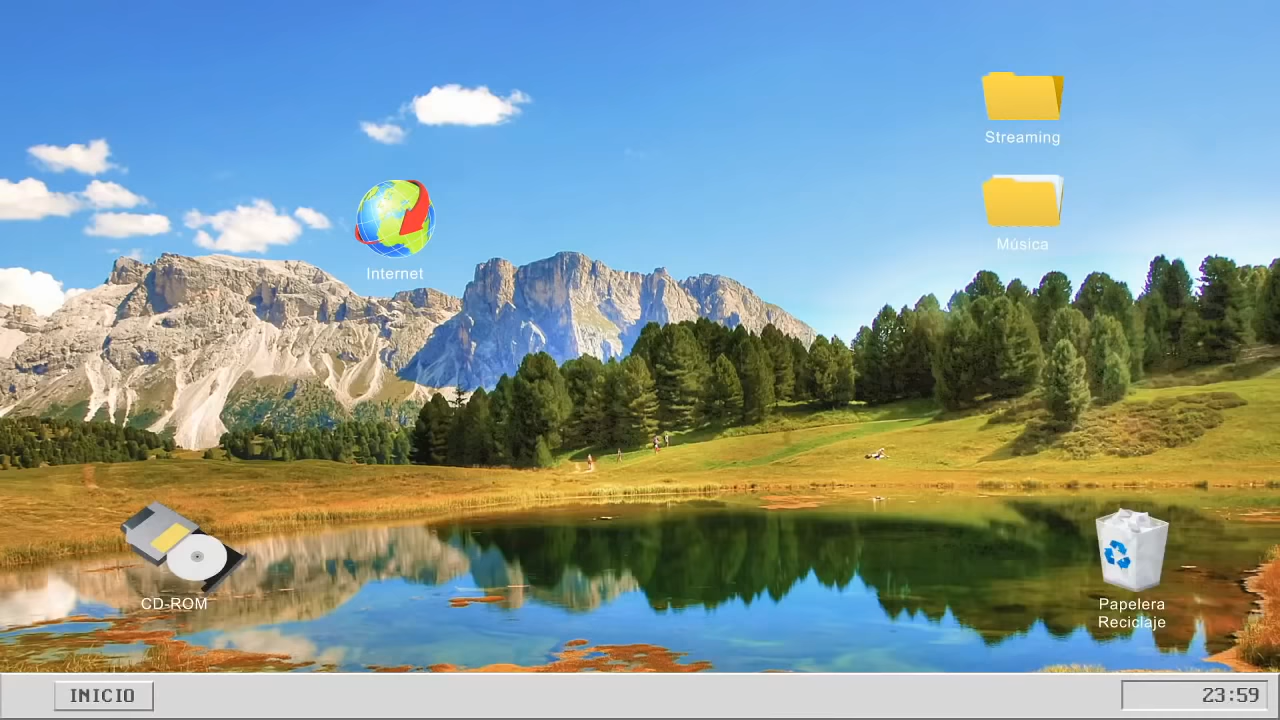 Streaming
Música
Internet
CD-ROM
Papelera
Reciclaje
INICIO
23:59